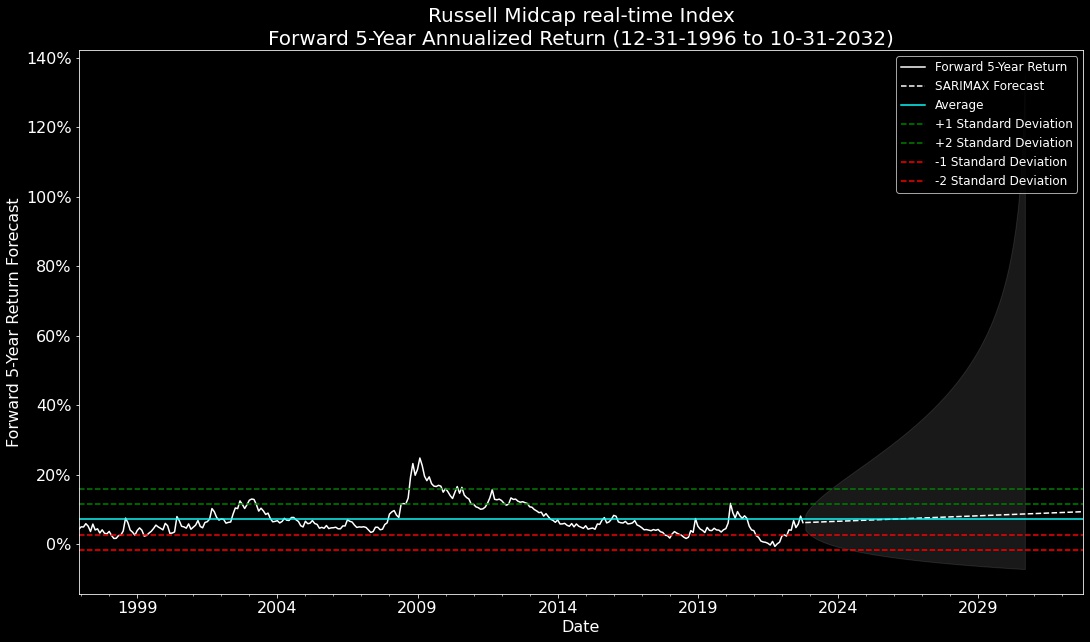 Russell Midcap real-time Index
Forward 5-Year Annualized Return (12-31-1996 to 10-31-2032)
140%
120%
100%
80%
60%
40%
20%
0%
Forward 5-Year Return Forecast
Forward 5-Year Return
SARIMAX Forecast
Average
+1 Standard Deviation
+2 Standard Deviation
-1 Standard Deviation
-2 Standard Deviation
1999
2004
2009
2014
2019
2024
2029
Date